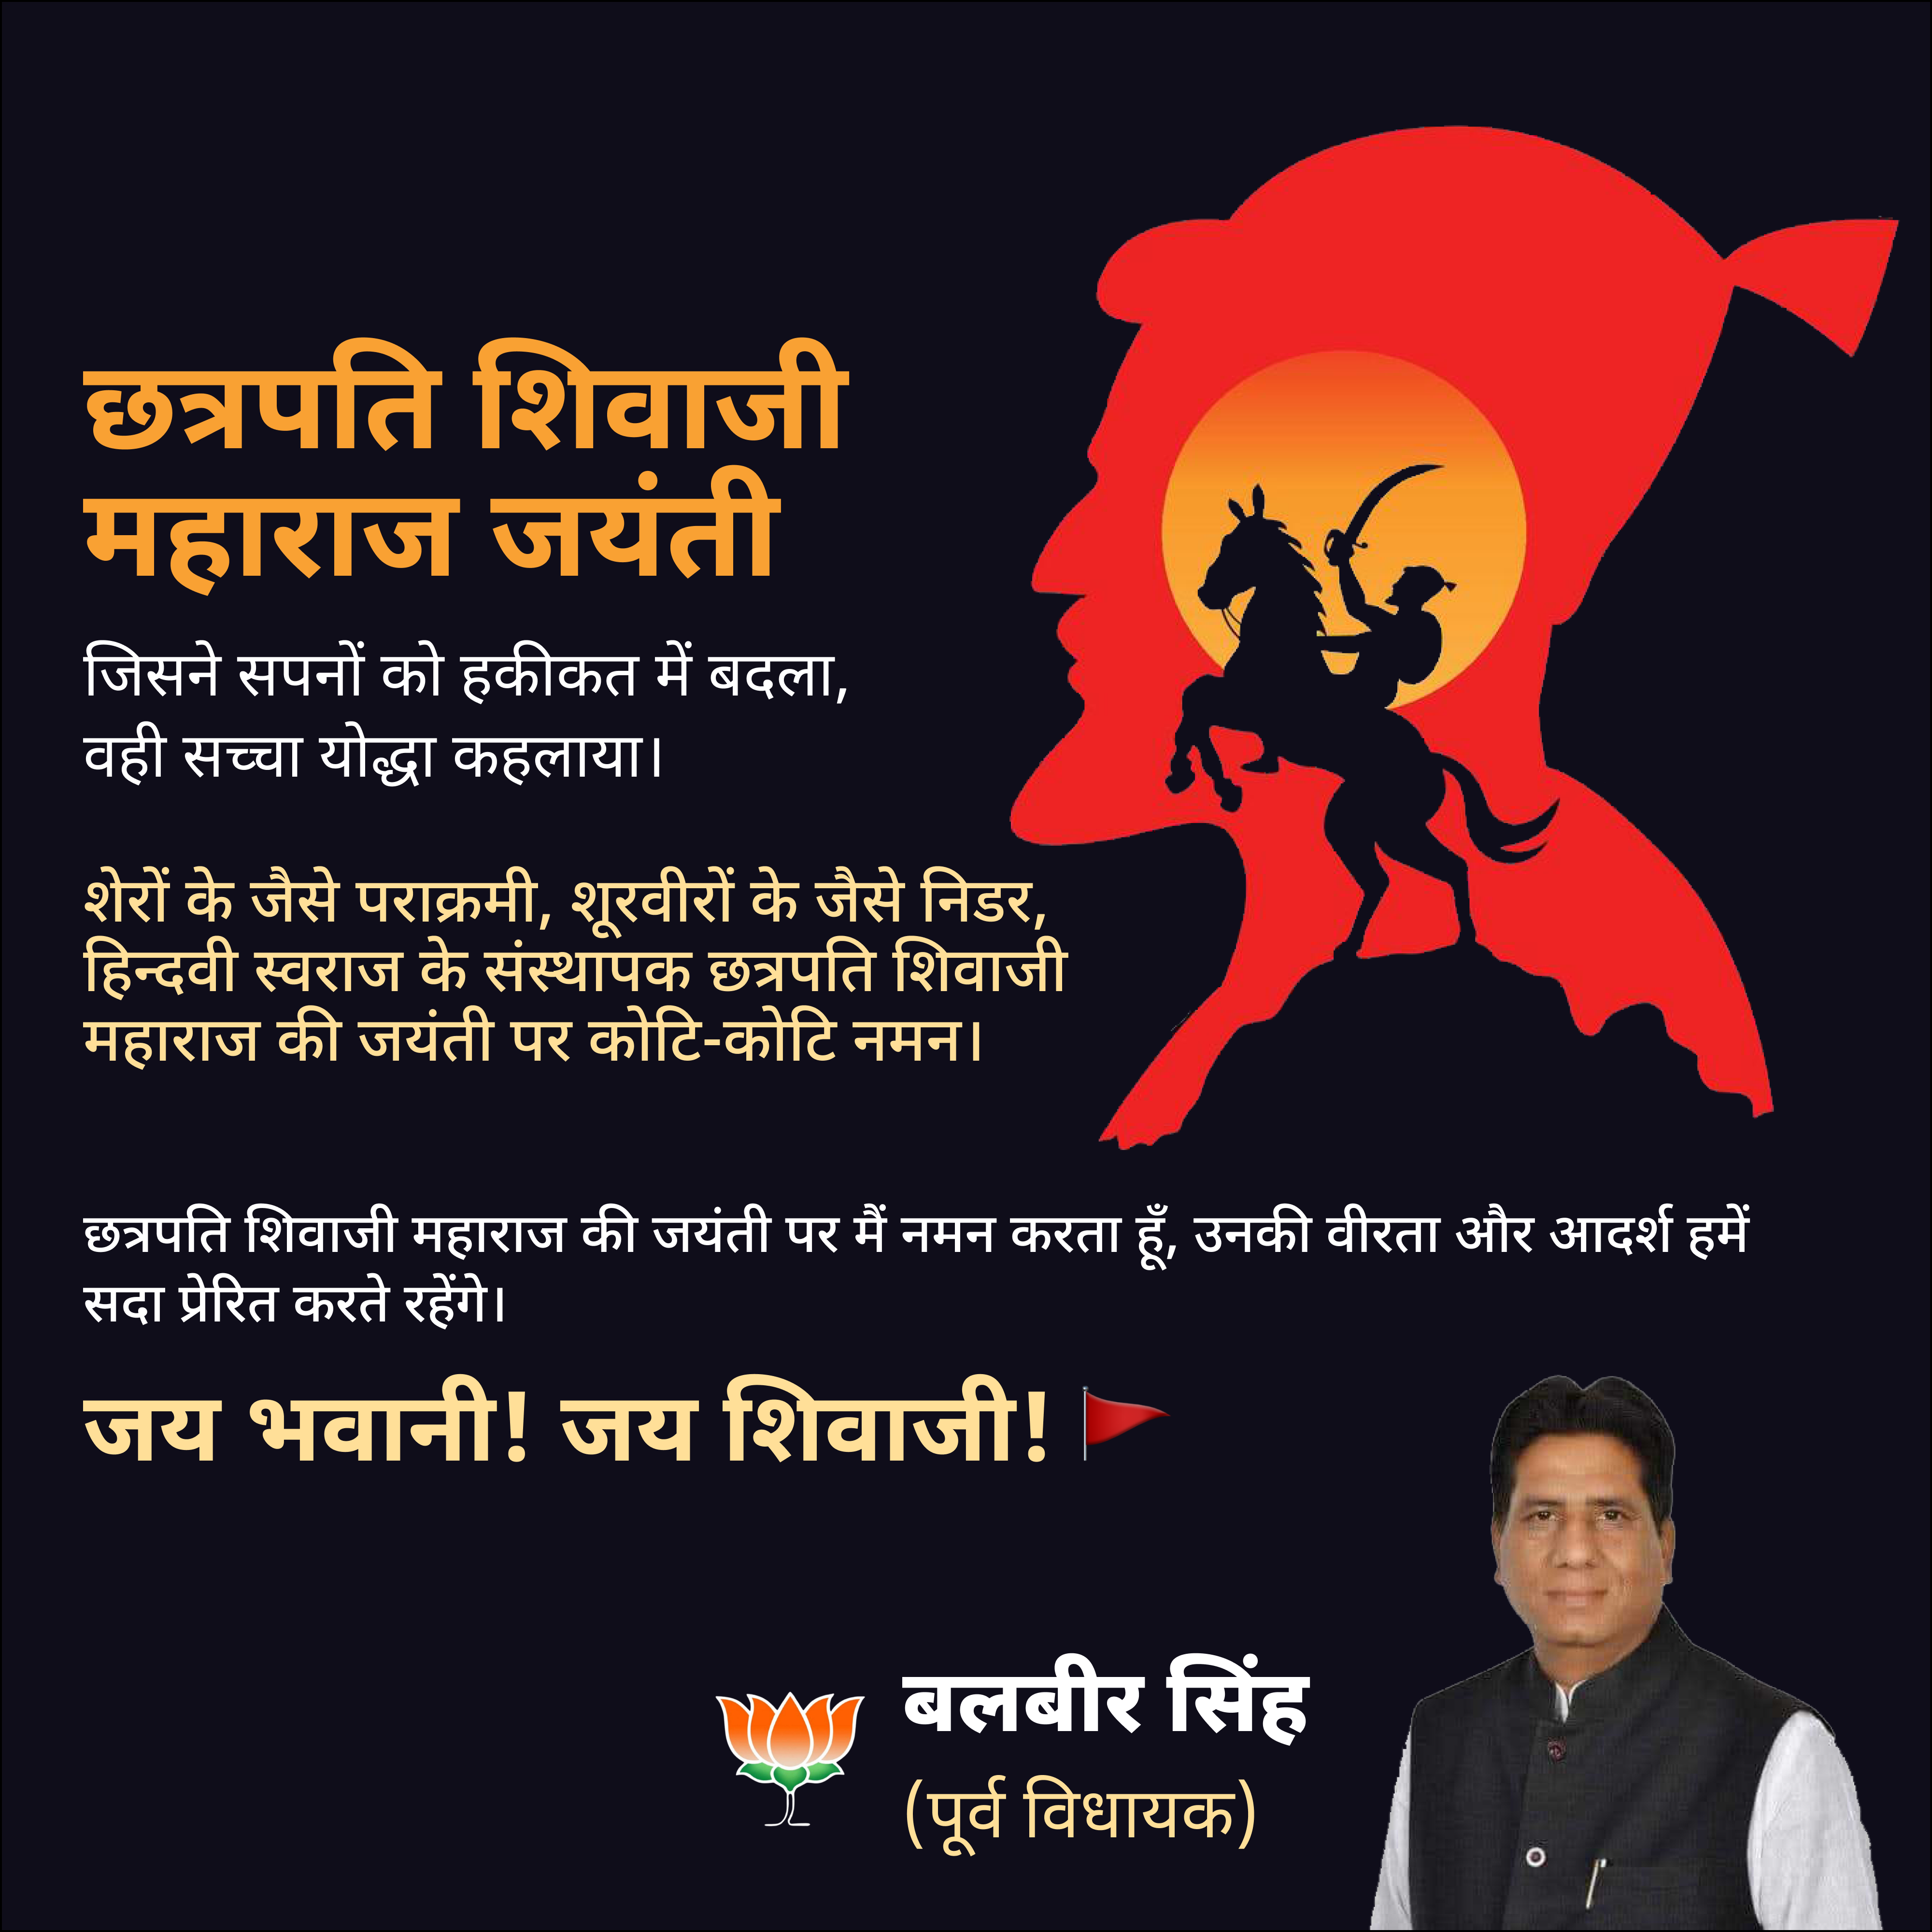 छत्रपति शिवाजी
महाराज जयंती
जिसने सपनों को हकीकत में बदला,
वही सच्चा योद्धा कहलाया।
शेरों के जैसे पराक्रमी, शूरवीरों के जैसे निडर,
हिन्दवी स्वराज के संस्थापक छत्रपति शिवाजी
महाराज की जयंती पर कोटि-कोटि नमन।
छत्रपति शिवाजी महाराज की जयंती पर मैं नमन करता हूँ, उनकी वीरता और आदर्श हमें
सदा प्रेरित करते रहेंगे।
जय भवानी! जय शिवाजी! 🚩
बलबीर सिंह
(पूर्व विधायक)